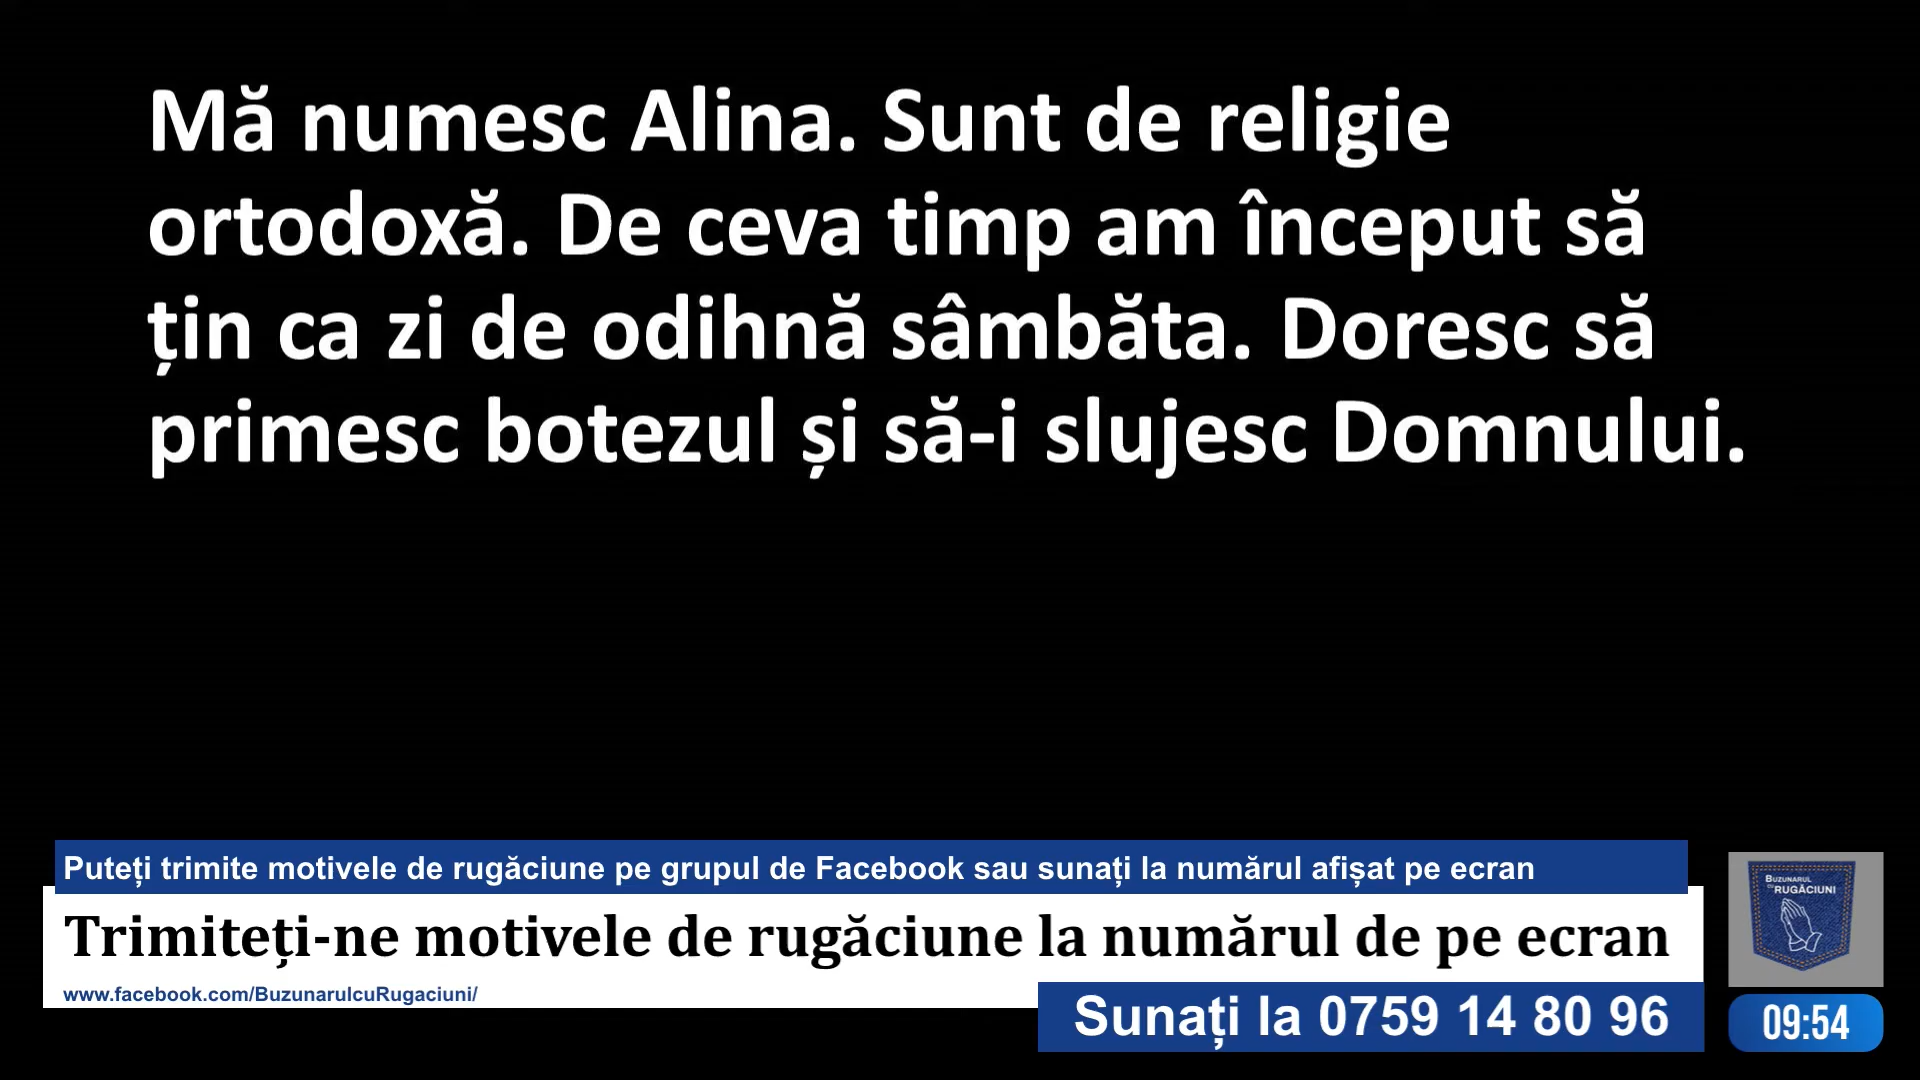 Mă numesc Alina. Sunt de religie
ortodoxă. De ceva timp am început să
țin ca zi de odihnă sâmbăta. Doresc să
primesc botezul și să-i slujesc Domnului.
Puteți trimite motivele de rugăciune pe grupul de Facebook sau sunați la numărul afișat pe ecran
Trimiteți-ne motivele de rugăciune la numărul de pe ecran
www.facebook.com/BuzunarulcuRugaciuni/
Sunați la 0759 14 80 96
BUZUNARUL
CU RUGĂCIUNI
09:54